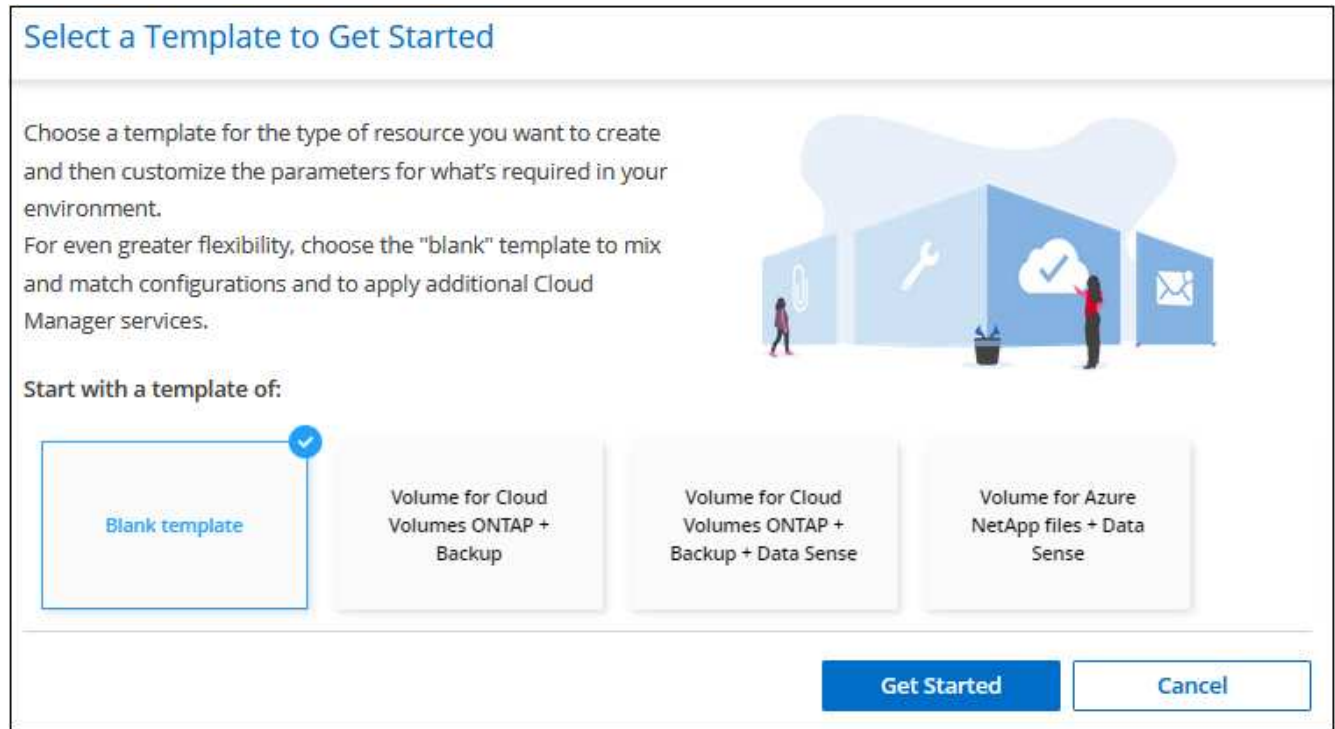 Select a Template to Get Started
Choose a template for the type of resource you want to create
and then customize the parameters for what's required in your
environment.
For even greater flexibility, choose the "blank" template to mix
and match configurations and to apply additional Cloud
Manager services.
Start with a template of:
Blank template
Volume for Cloud
Volumes ONTAP +
Backup
Volume for Cloud
Volumes ONTAP +
Backup + Data Sense
Volume for Azure
NetApp files + Data
Sense
Get Started
Cancel